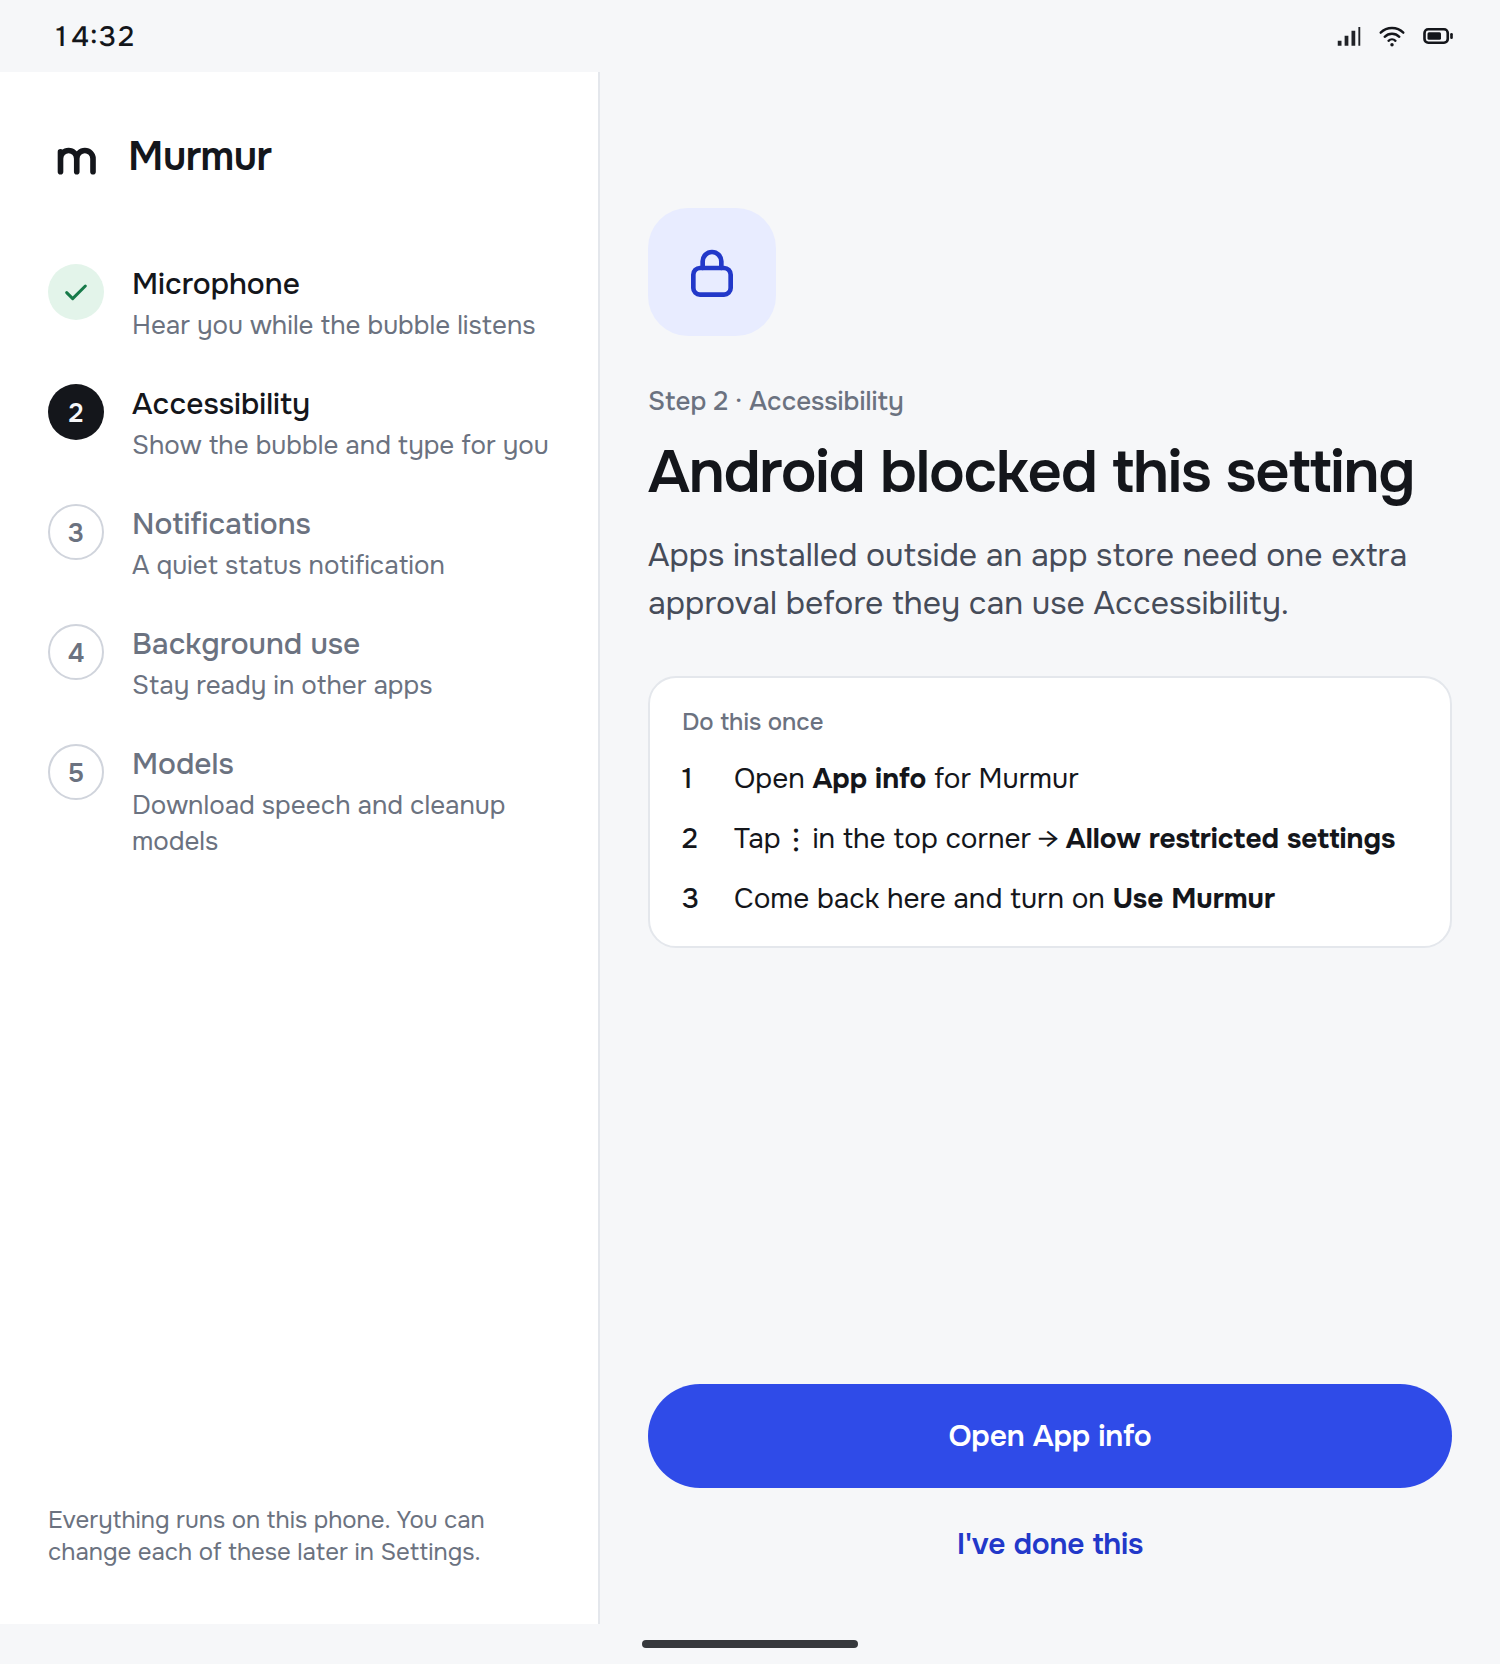 14:32
m Murmur
Microphone
Hear you while the bubble listens
2
Accessibility
Show the bubble and type for you
3
Notifications
A quiet status notification
4
Background use
Stay ready in other apps
5
Models
Download speech and cleanup
models
Everything runs on this phone. You can
change each of these later in Settings.
Step 2 · Accessibility
Android blocked this setting
Apps installed outside an app store need one extra
approval before they can use Accessibility.
Do this once
1 Open App info for Murmur
2 Tap ⋮ in the top corner → Allow restricted settings
3 Come back here and turn on Use Murmur
Open App info
I've done this